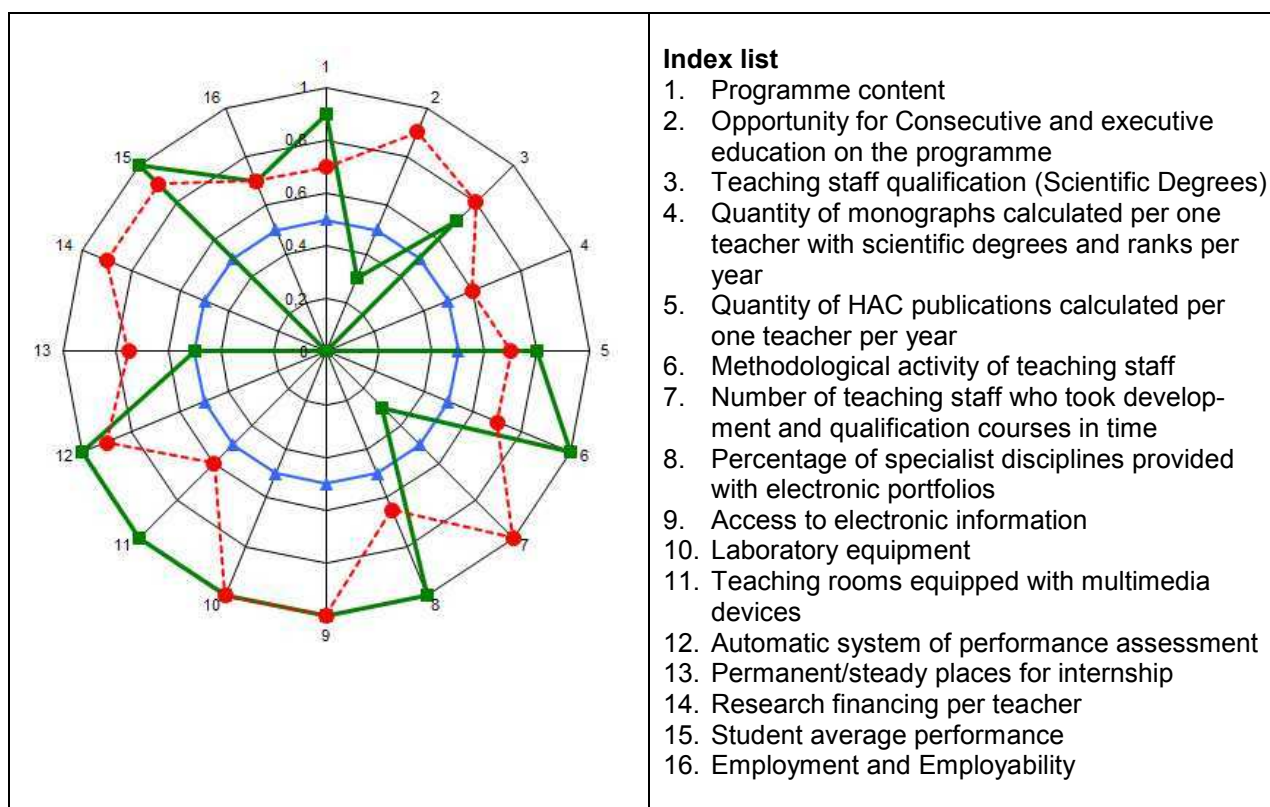 1
2
3
4
5
6
7
8
9
10
11
12
13
14
15
16
1
0,8
0,6
0,4
0,2
0
Index list
1. Programme content
2. Opportunity for Consecutive and executive
education on the programme
3. Teaching staff qualification (Scientific Degrees)
4. Quantity of monographs calculated per one
teacher with scientific degrees and ranks per
year
5. Quantity of HAC publications calculated per
one teacher per year
6. Methodological activity of teaching staff
7. Number of teaching staff who took develop-
ment and qualification courses in time
8. Percentage of specialist disciplines provided
with electronic portfolios
9. Access to electronic information
10. Laboratory equipment
11. Teaching rooms equipped with multimedia
devices
12. Automatic system of performance assessment
13. Permanent/steady places for internship
14. Research financing per teacher
15. Student average performance
16. Employment and Employability